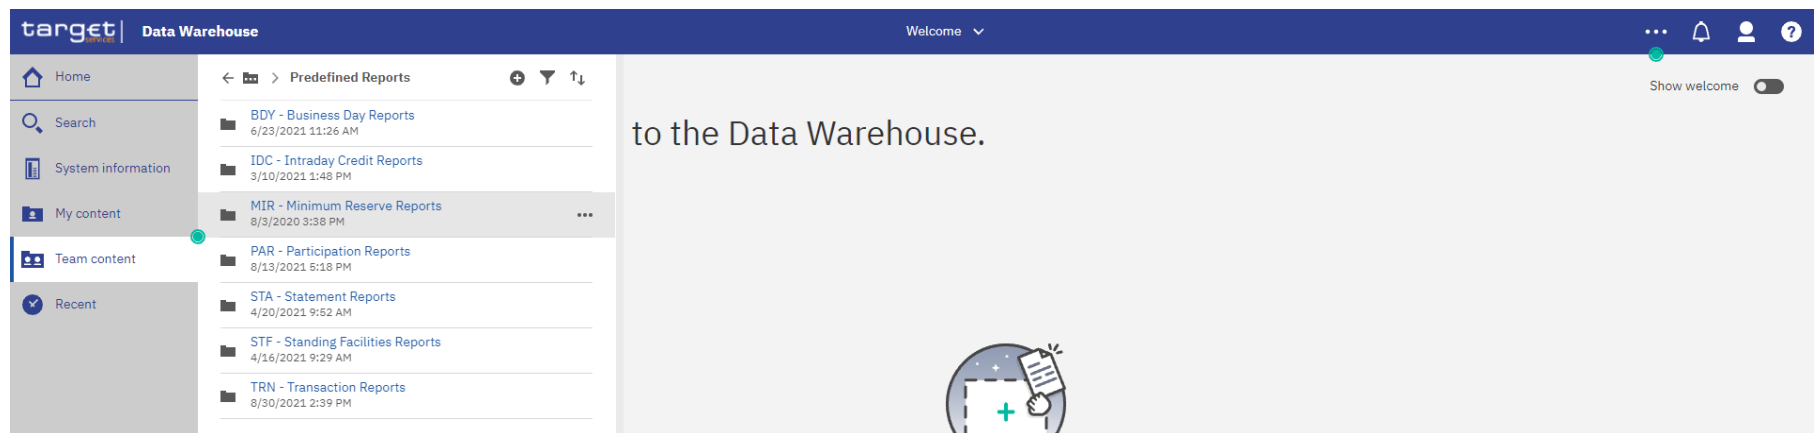 target services Data Warehouse
Welcome
Home
Search
System information
My content
Team content
Recent
Predefined Reports
BDY - Business Day Reports
6/23/2021 11:26 AM
IDC - Intraday Credit Reports
3/10/2021 1:48 PM
MIR - Minimum Reserve Reports
8/3/2020 3:38 PM
PAR - Participation Reports
8/13/2021 5:18 PM
STA - Statement Reports
4/20/2021 9:52 AM
STF - Standing Facilities Reports
4/16/2021 9:29 AM
TRN - Transaction Reports
8/30/2021 2:39 PM
Show welcome
to the Data Warehouse.